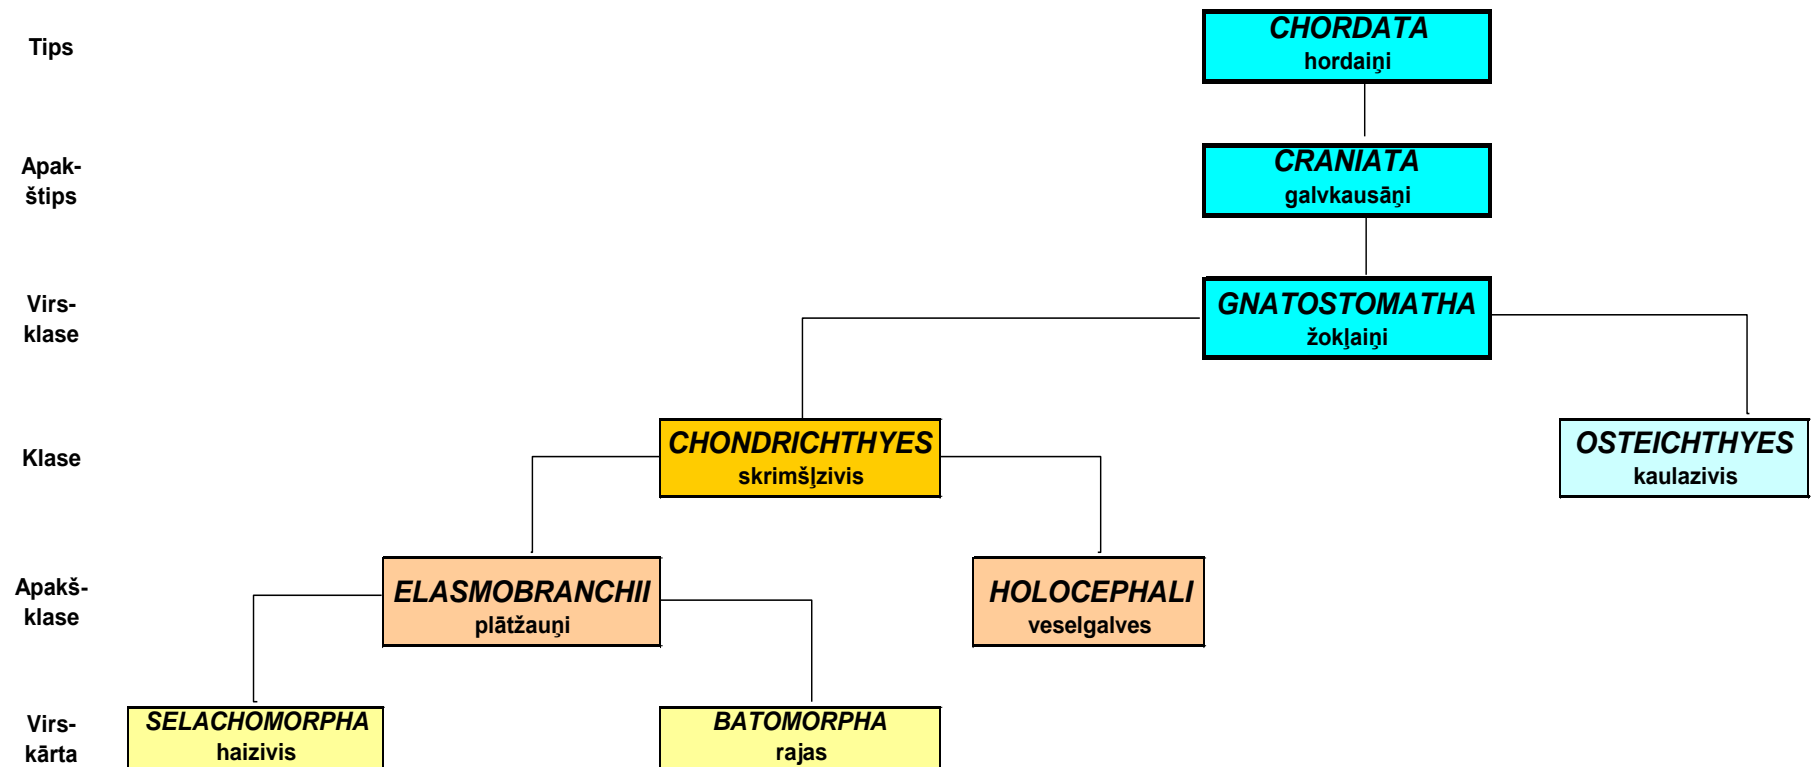 Tips
CHORDATA
hordaiņi
Apak-
štips
CRANIATA
galvkausāņi
Virs-
klase
GNATOSTOMATHA
žokļaiņi
Klase
CHONDRICHTHYES
skrimšļzivis
OSTEICHTHYES
kaulazivis
Apakš-
klase
ELASMOBRANCHII
plātžauņi
HOLOCEPHALI
veselgalves
Virs-
kārta
SELACHOMORPHA
haizivis
BATOMORPHA
rajas